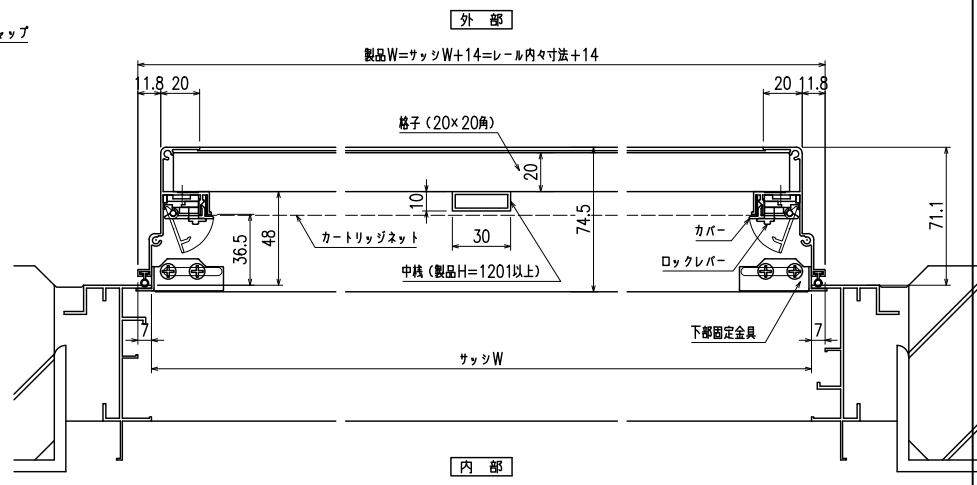 外 部
ャップ
製品W=サッシW+14=レール内々寸法+14
11.8
20
20
11.8
格子(20×20角)
20
10
74.5
71.1
30
36.5
48
カートリッジネット
カバー
ロックレバー
中桟(製品H=1201以上)
下部固定金具
7
7
サッシW
内 部